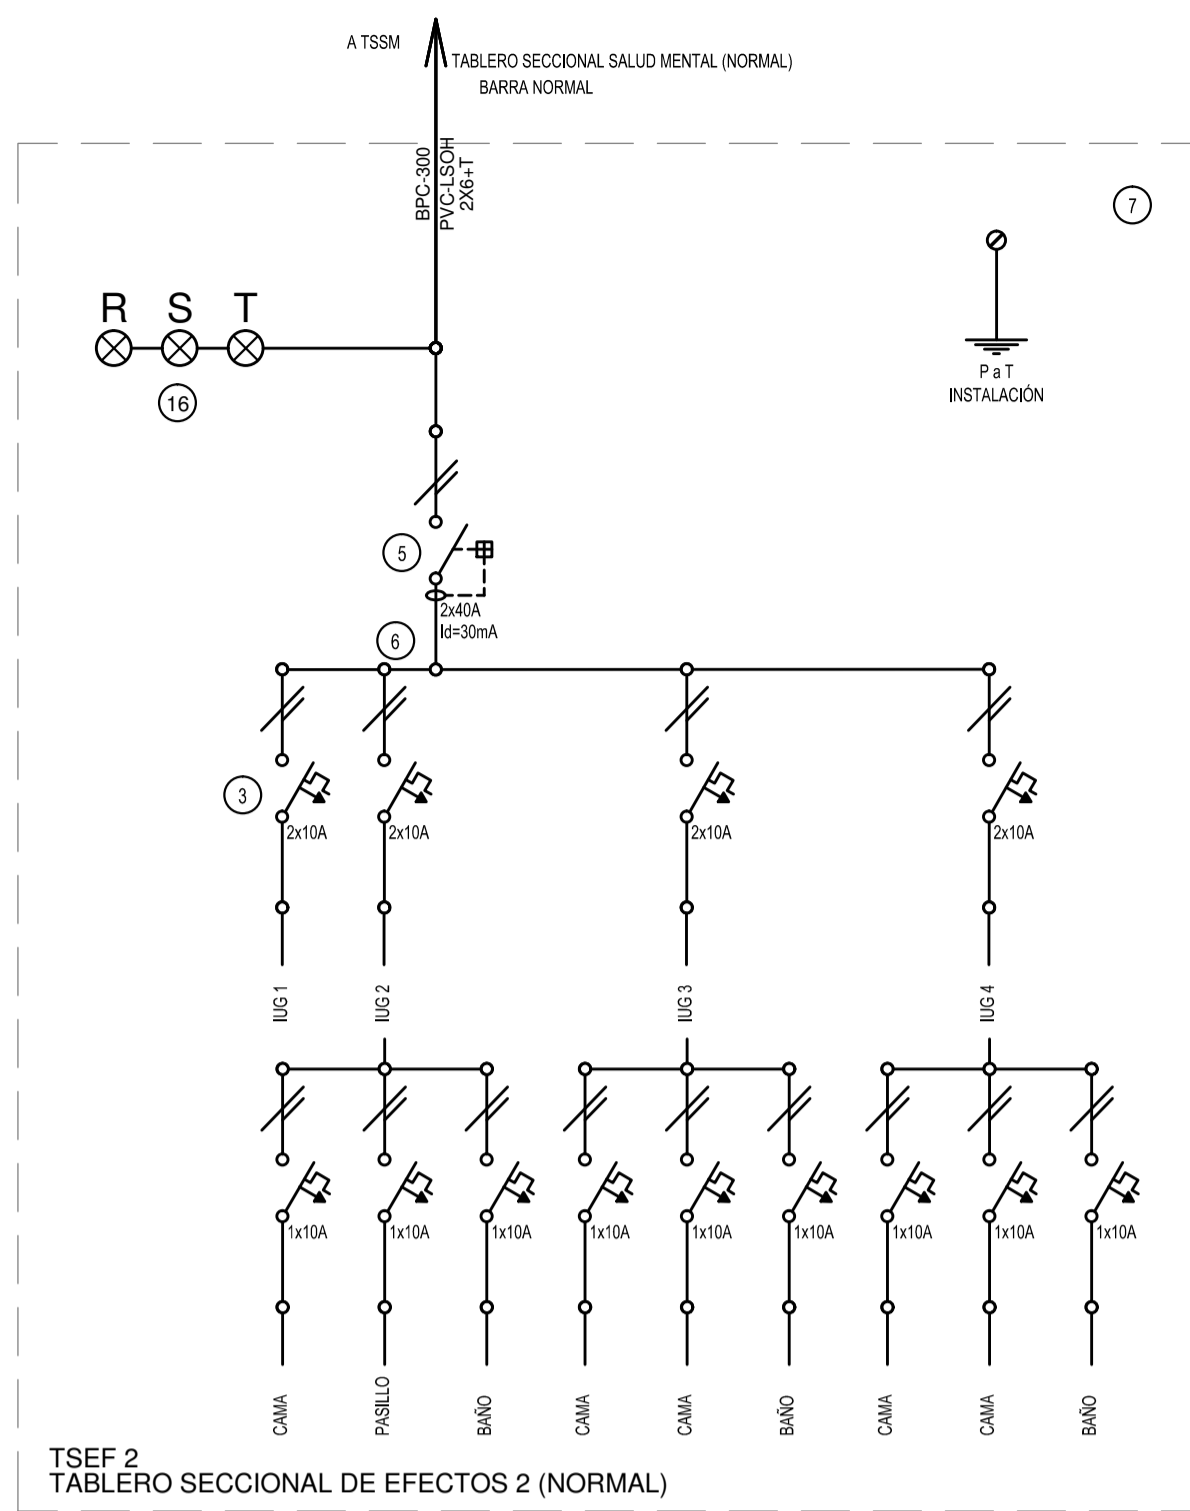 A TSSM
TABLERO SECCIONAL SALUD MENTAL (NORMAL)
BARRA NORMAL
BPC-300
PVC-LSOH
2X6+T
7
R S T
16
P a T
INSTALACIÓN
5
2x40A
Id=30mA
6
3
2x10A 2x10A 2x10A 2x10A
IUG 1 IUG 2 IUG 3 IUG 4
1x10A 1x10A 1x10A 1x10A 1x10A 1x10A 1x10A 1x10A 1x10A
CAMA PASILLO BAÑO CAMA CAMA BAÑO CAMA CAMA BAÑO
TSEF 2
TABLERO SECCIONAL DE EFECTOS 2 (NORMAL)